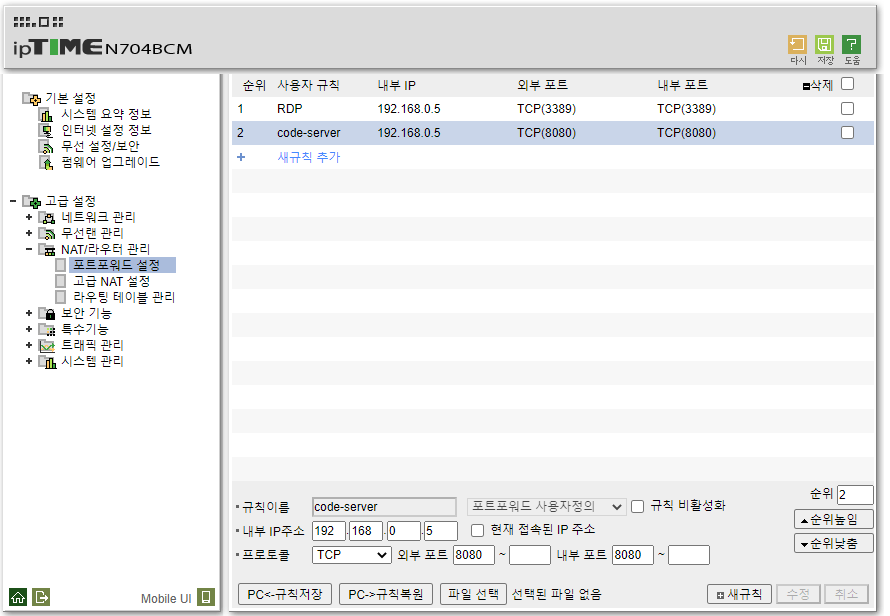 ipTIME N704BCM
다시 저장 도움
기본 설정
시스템 요약 정보
인터넷 설정 정보
무선 설정/보안
펌웨어 업그레이드
고급 설정
네트워크 관리
무선랜 관리
NAT/라우터 관리
포트포워드 설정
고급 NAT 설정
라우팅 테이블 관리
보안 기능
특수기능
트래픽 관리
시스템 관리
Mobile UI
순위 사용자 규칙 내부 IP 외부 포트 내부 포트 삭제
1 RDP 192.168.0.5 TCP(3389) TCP(3389)
2 code-server 192.168.0.5 TCP(8080) TCP(8080)
+ 새규칙 추가
순위 2
규칙이름 code-server 포트포워드 사용자정의 규칙 비활성화
순위높임
내부 IP주소 192 . 168 . 0 . 5 현재 접속된 IP 주소
순위낮춤
프로토콜 TCP 외부 포트 8080 ~ 내부 포트 8080 ~
PC<-규칙저장 PC->규칙복원 파일 선택 선택된 파일 없음 새규칙 수정 취소